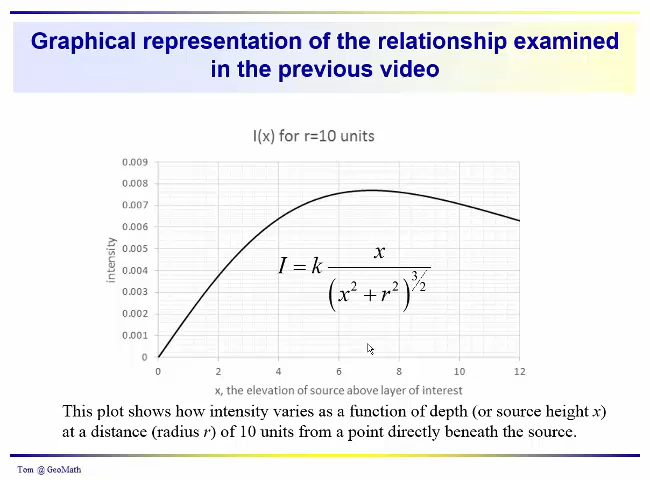 Graphical representation of the relationship examined
in the previous video
I(x) for r=10 units
0.009
0.008
0.007
0.006
0.005
0.004
0.003
0.002
0.001
0
intensity
I = k x / (x² + r²)^{3/2}
0 2 4 6 8 10 12
x, the elevation of source above layer of interest
This plot shows how intensity varies as a function of depth (or source height x)
at a distance (radius r) of 10 units from a point directly beneath the source.
Tom @ GeoMath